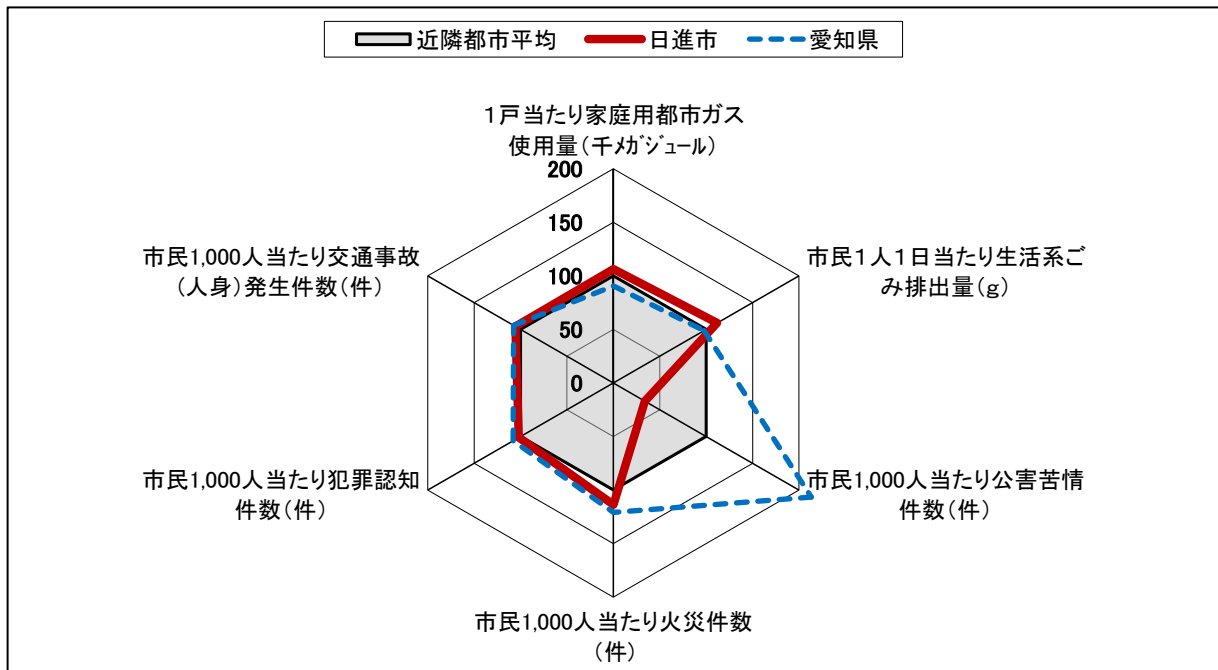 近隣都市平均 日進市 愛知県
1戸当たり家庭用都市ガス
使用量(千ﾒｶﾞｼﾞｭｰル)
200
150
100
50
0
市民1人1日当たり生活系ご
み排出量(g)
市民1,000人当たり公害苦情
件数(件)
市民1,000人当たり火災件数
(件)
市民1,000人当たり犯罪認知
件数(件)
市民1,000人当たり交通事故
(人身)発生件数(件)